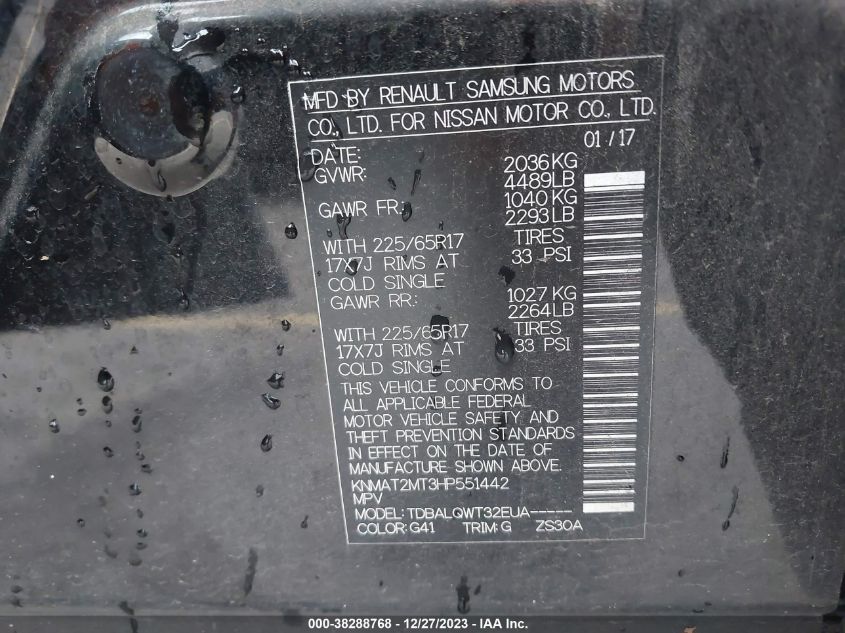 MFD BY RENAULT SAMSUNG MOTORS
CO., LTD. FOR NISSAN MOTOR CO., LTD.
01 / 17
DATE:
GVWR: 2036KG
4489LB
GAWR FR: 1040KG
2293LB
WITH 225/65R17 TIRES
17X7J RIMS AT 33 PSI
COLD SINGLE
GAWR RR: 1027KG
2264LB
WITH 225/65R17 TIRES
17X7J RIMS AT 33 PSI
COLD SINGLE
THIS VEHICLE CONFORMS TO
ALL APPLICABLE FEDERAL
MOTOR VEHICLE SAFETY AND
THEFT PREVENTION STANDARDS
IN EFFECT ON THE DATE OF
MANUFACTURE SHOWN ABOVE.
KNMAT2MT3HP551442
MPV
MODEL: TDBALQWT32EUA-----
COLOR: G41 TRIM: G ZS30A
000-38288768 - 12/27/2023 - IAA Inc.